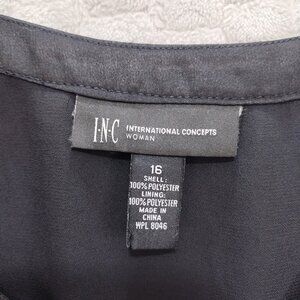 I·N·C INTERNATIONAL CONCEPTS
WOMAN
16
SHELL:
100% POLYESTER
LINING:
100% POLYESTER
MADE IN
CHINA
WPL 8046